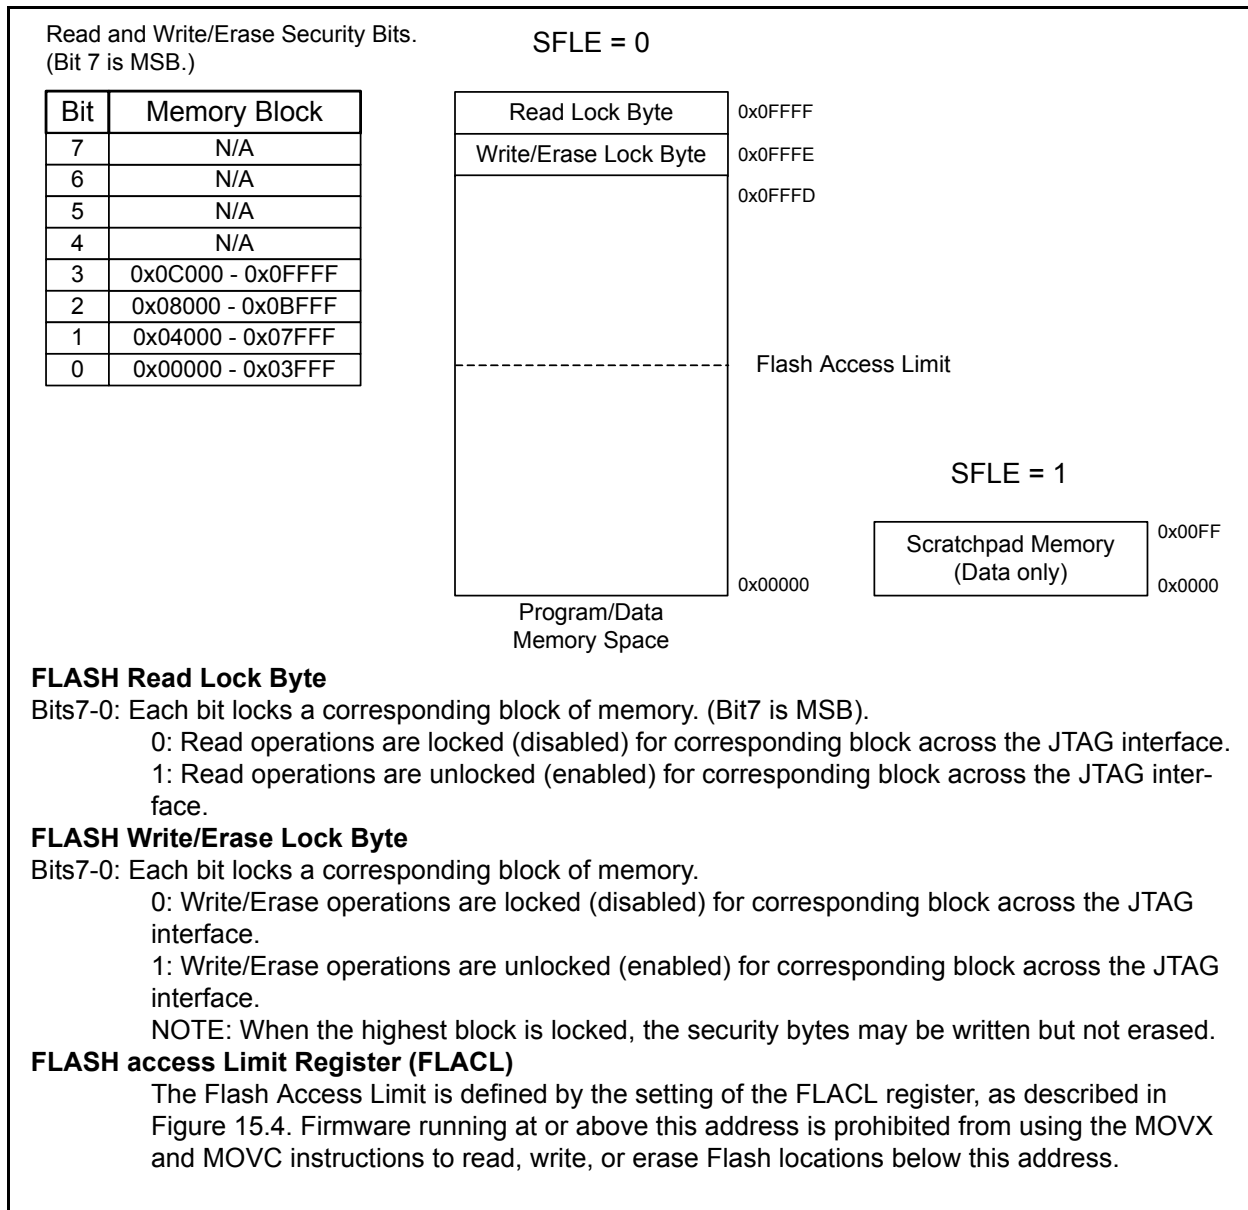 Read and Write/Erase Security Bits.
(Bit 7 is MSB.)
SFLE = 0
Bit Memory Block
7 N/A
6 N/A
5 N/A
4 N/A
3 0x0C000 - 0x0FFFF
2 0x08000 - 0x0BFFF
1 0x04000 - 0x07FFF
0 0x00000 - 0x03FFF
Read Lock Byte 0x0FFFF
Write/Erase Lock Byte 0x0FFFE
0x0FFFD
Flash Access Limit
0x00000
Program/Data
Memory Space
SFLE = 1
Scratchpad Memory
(Data only)
0x00FF
0x0000
FLASH Read Lock Byte
Bits7-0: Each bit locks a corresponding block of memory. (Bit7 is MSB).
0: Read operations are locked (disabled) for corresponding block across the JTAG interface.
1: Read operations are unlocked (enabled) for corresponding block across the JTAG inter-
face.
FLASH Write/Erase Lock Byte
Bits7-0: Each bit locks a corresponding block of memory.
0: Write/Erase operations are locked (disabled) for corresponding block across the JTAG
interface.
1: Write/Erase operations are unlocked (enabled) for corresponding block across the JTAG
interface.
NOTE: When the highest block is locked, the security bytes may be written but not erased.
FLASH access Limit Register (FLACL)
The Flash Access Limit is defined by the setting of the FLACL register, as described in
Figure 15.4. Firmware running at or above this address is prohibited from using the MOVX
and MOVC instructions to read, write, or erase Flash locations below this address.